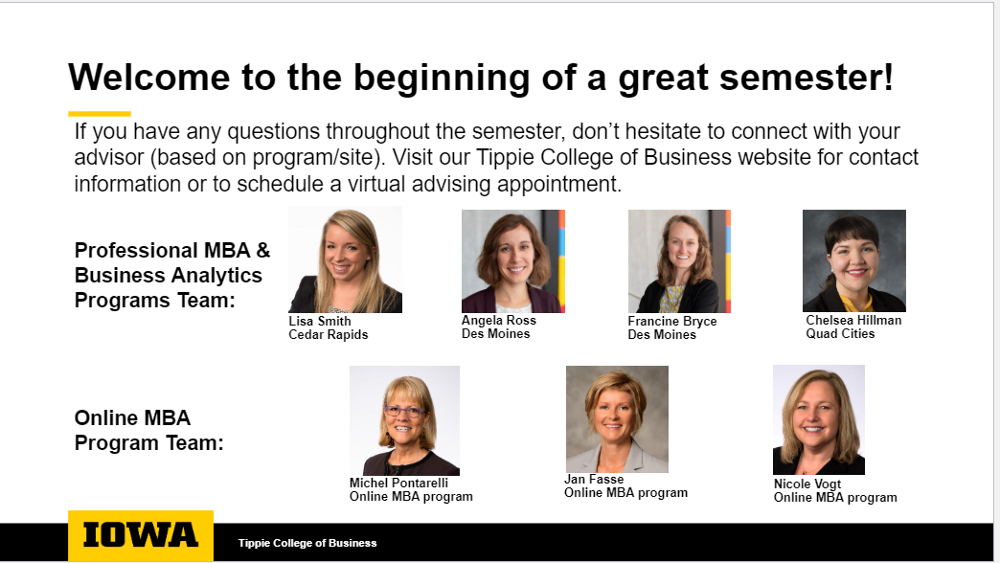 Welcome to the beginning of a great semester!
If you have any questions throughout the semester, don’t hesitate to connect with your
advisor (based on program/site). Visit our Tippie College of Business website for contact
information or to schedule a virtual advising appointment.
Professional MBA &
Business Analytics
Programs Team:
Lisa Smith
Cedar Rapids
Angela Ross
Des Moines
Francine Bryce
Des Moines
Chelsea Hillman
Quad Cities
Online MBA
Program Team:
Michel Pontarelli
Online MBA program
Jan Fasse
Online MBA program
Nicole Vogt
Online MBA program
IOWA
Tippie College of Business